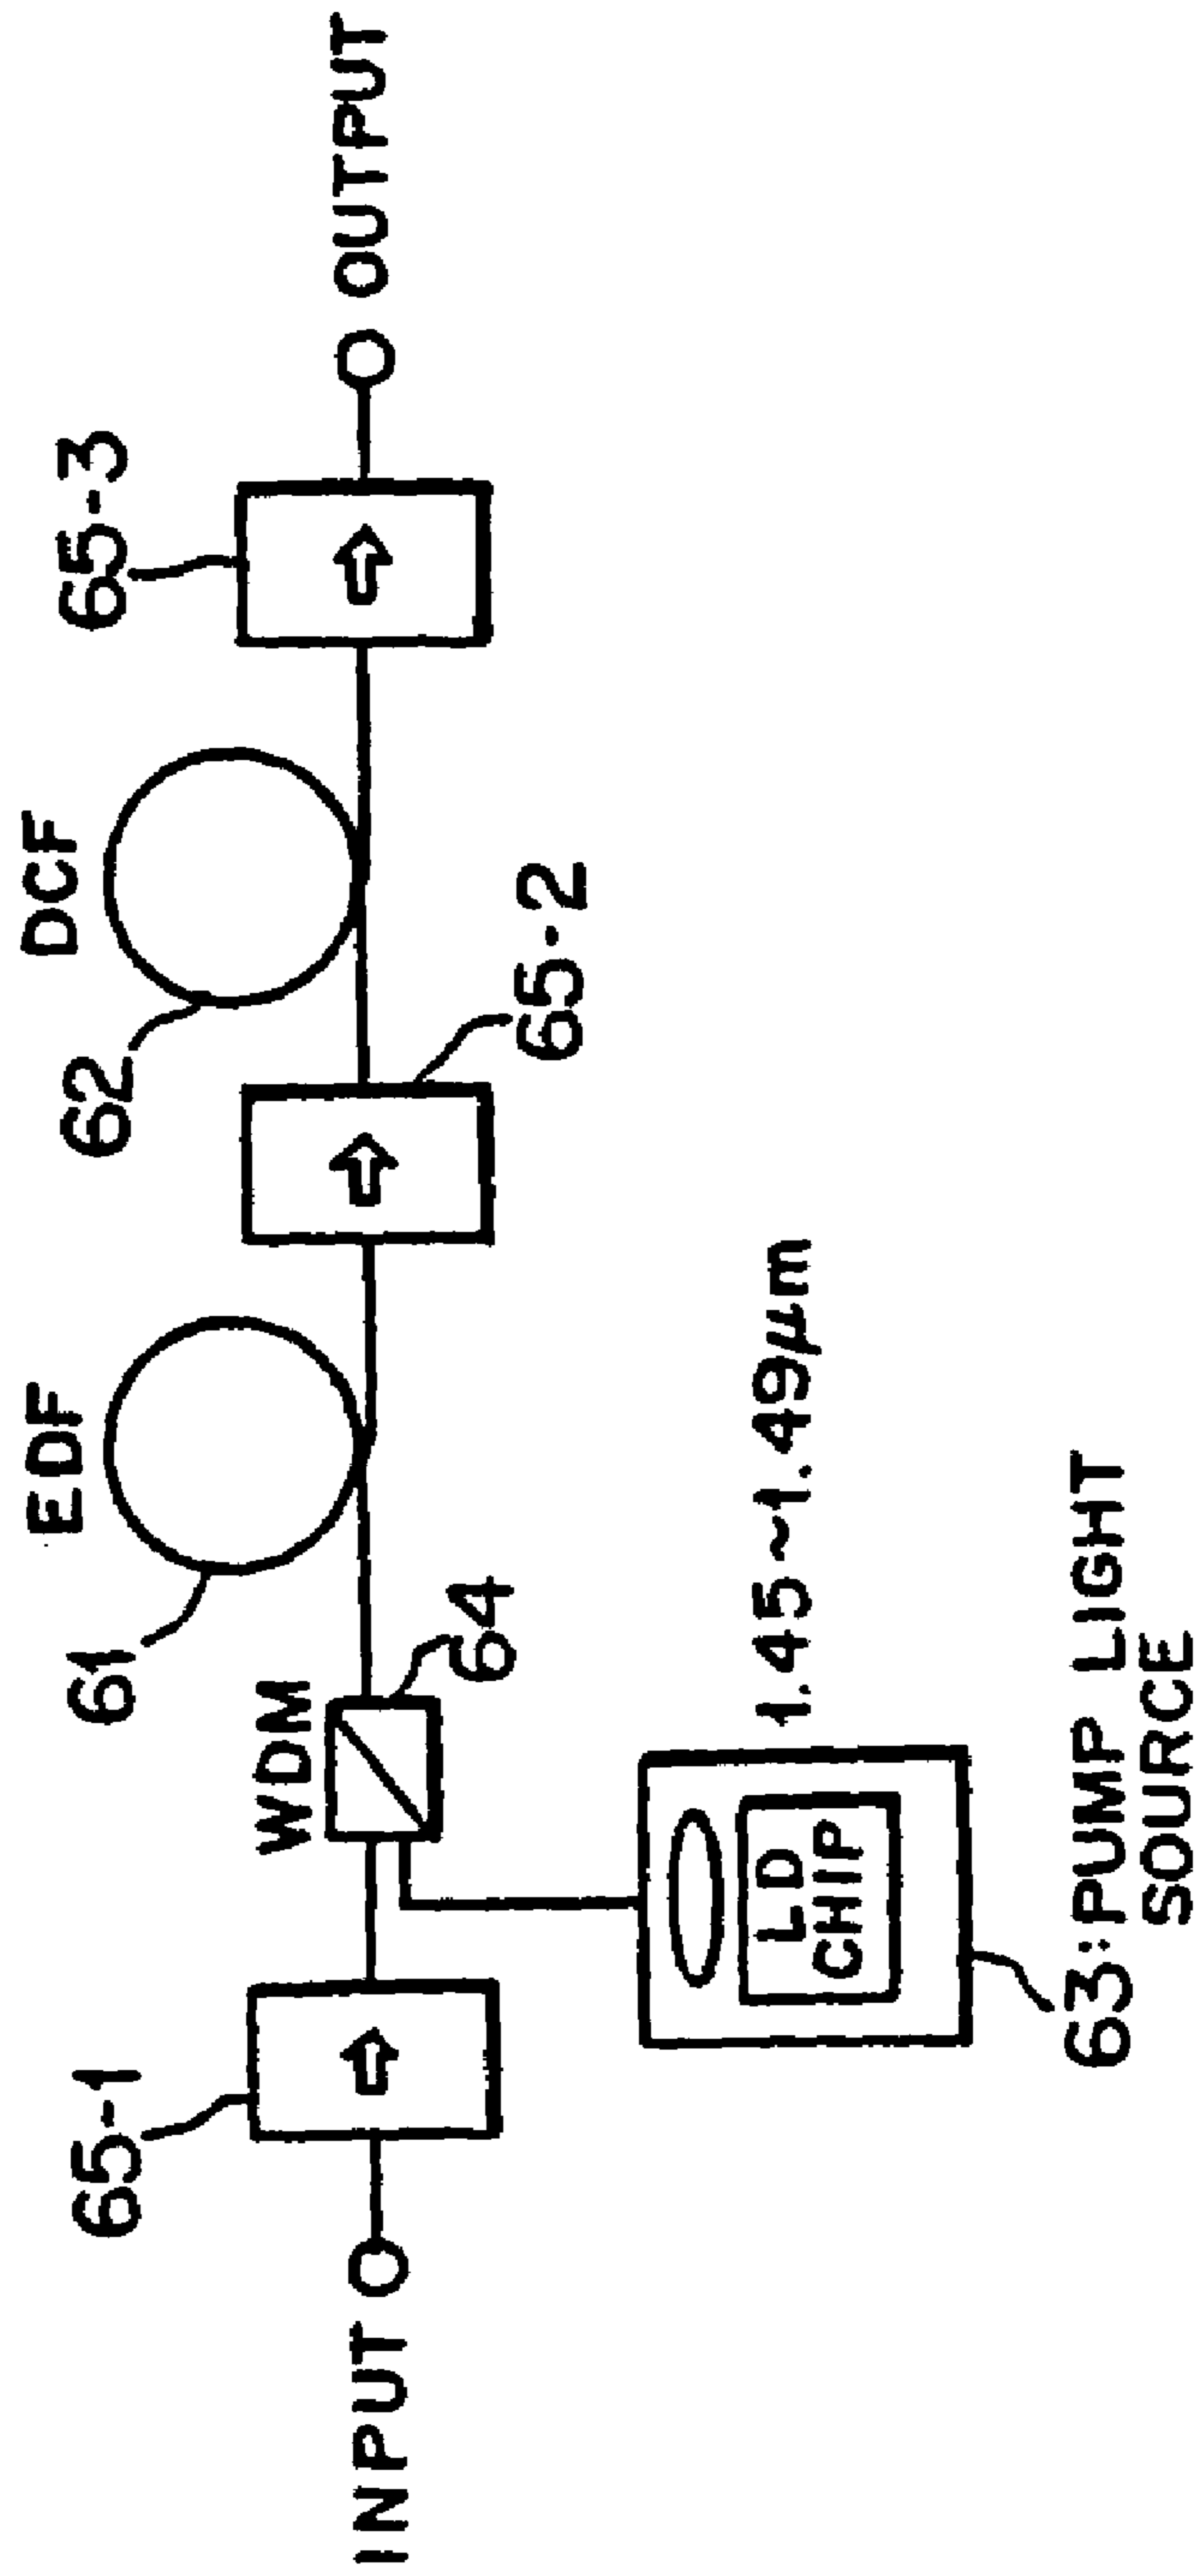 DCF
62
65-3
EDF
61
65-2
WDM
64
65-1
INPUT
OUTPUT
1.45~1.49μm
LD
CHIP
63:PUMP LIGHT
SOURCE